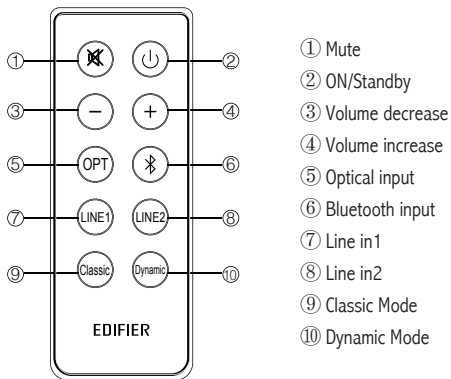 ①
②
③
④
OPT
⑤
⑥
LINE1
LINE2
⑦
⑧
Classic
Dynamic
⑨
⑩
EDIFIER
① Mute
② ON/Standby
③ Volume decrease
④ Volume increase
⑤ Optical input
⑥ Bluetooth input
⑦ Line in1
⑧ Line in2
⑨ Classic Mode
⑩ Dynamic Mode